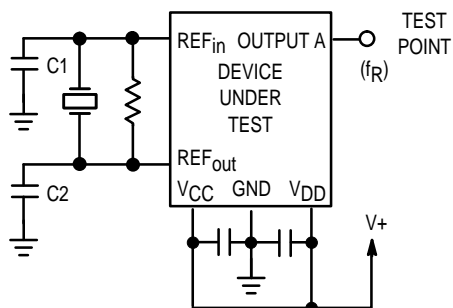 C1
REFin OUTPUT A
TEST
POINT
(fR)
DEVICE
UNDER
TEST
REFout
C2
VCC GND VDD
V+